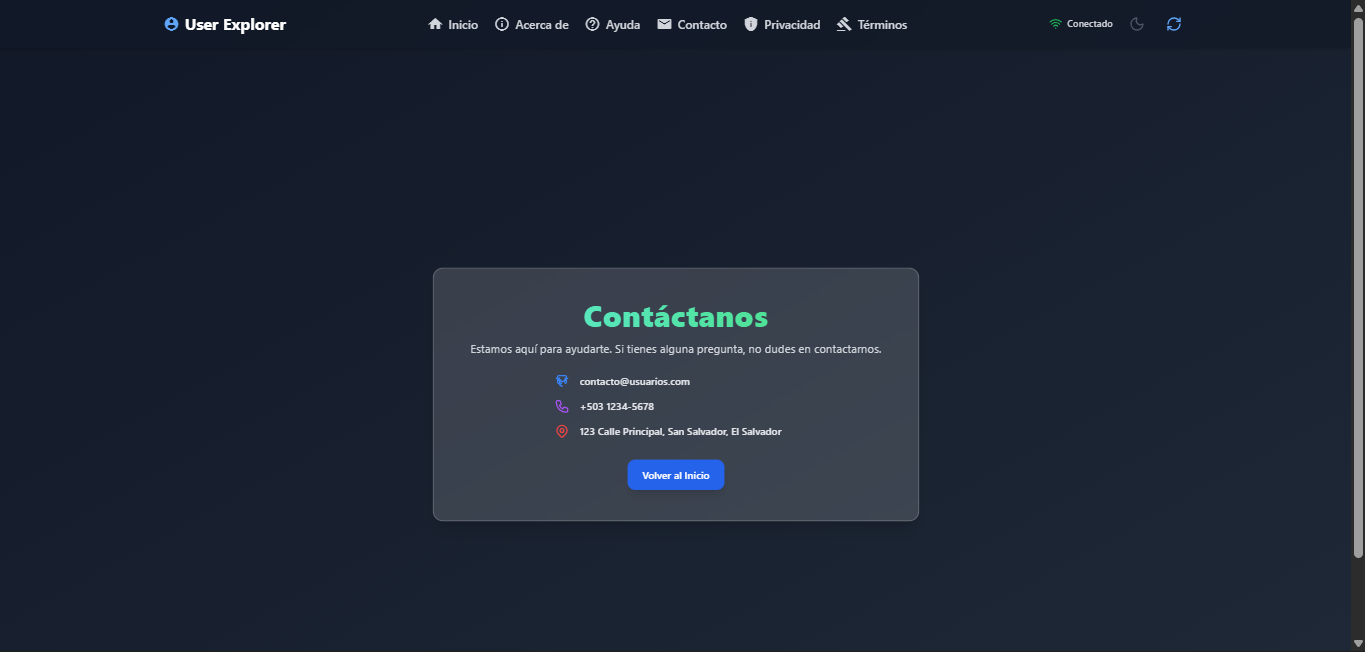 User Explorer
Inicio
Acerca de
Ayuda
Contacto
Privacidad
Términos
Conectado
Contáctanos
Estamos aquí para ayudarte. Si tienes alguna pregunta, no dudes en contactarnos.
contacto@usuarios.com
+503 1234-5678
123 Calle Principal, San Salvador, El Salvador
Volver al Inicio